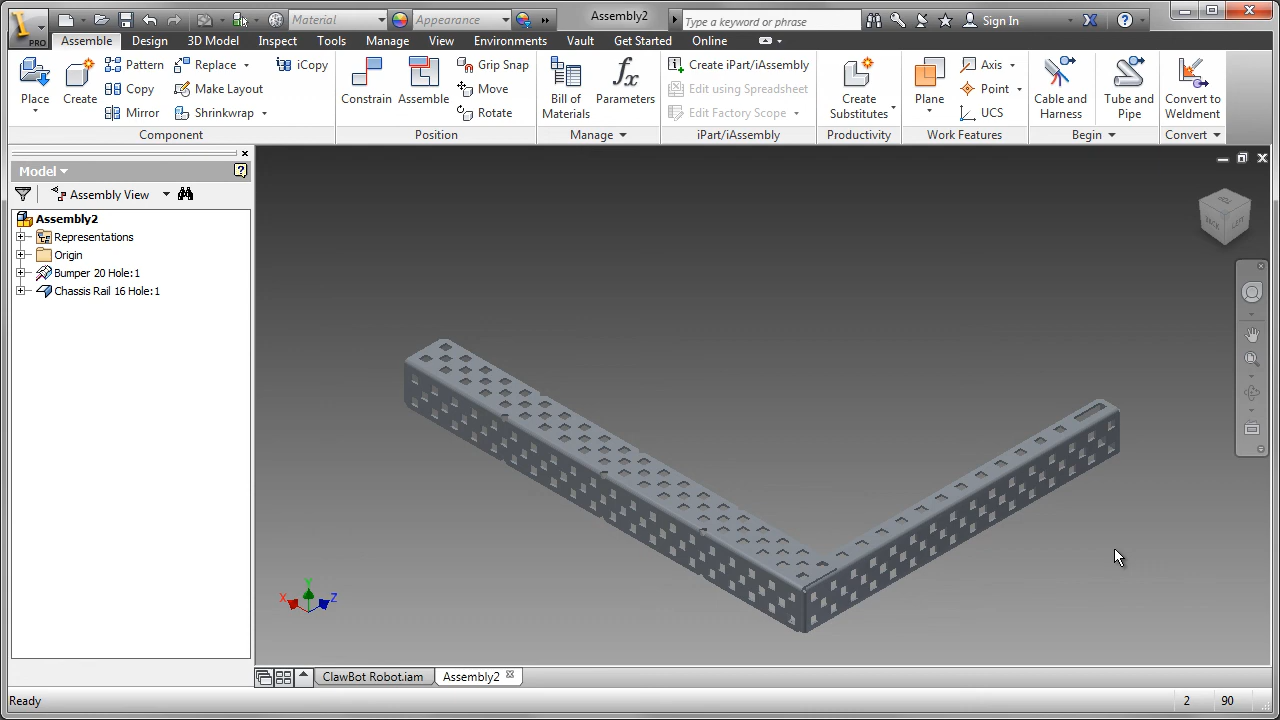 PRO
Material
Appearance
Assembly2
Type a keyword or phrase
Sign In
Assemble
Design
3D Model
Inspect
Tools
Manage
View
Environments
Vault
Get Started
Online
Place
Create
Pattern
Copy
Mirror
Replace
Make Layout
Shrinkwrap
iCopy
Component
Constrain
Assemble
Grip Snap
Move
Rotate
Position
Bill of
Materials
fx
Parameters
Manage
Create iPart/iAssembly
Edit using Spreadsheet
Edit Factory Scope
iPart/iAssembly
Create
Substitutes
Productivity
Plane
Axis
Point
UCS
Work Features
Cable and
Harness
Tube and
Pipe
Begin
Convert to
Weldment
Convert
Model
Assembly View
Assembly2
Representations
Origin
Bumper 20 Hole:1
Chassis Rail 16 Hole:1
BACK
LEFT
X
Y
Z
ClawBot Robot.iam
Assembly2
Ready
2
90